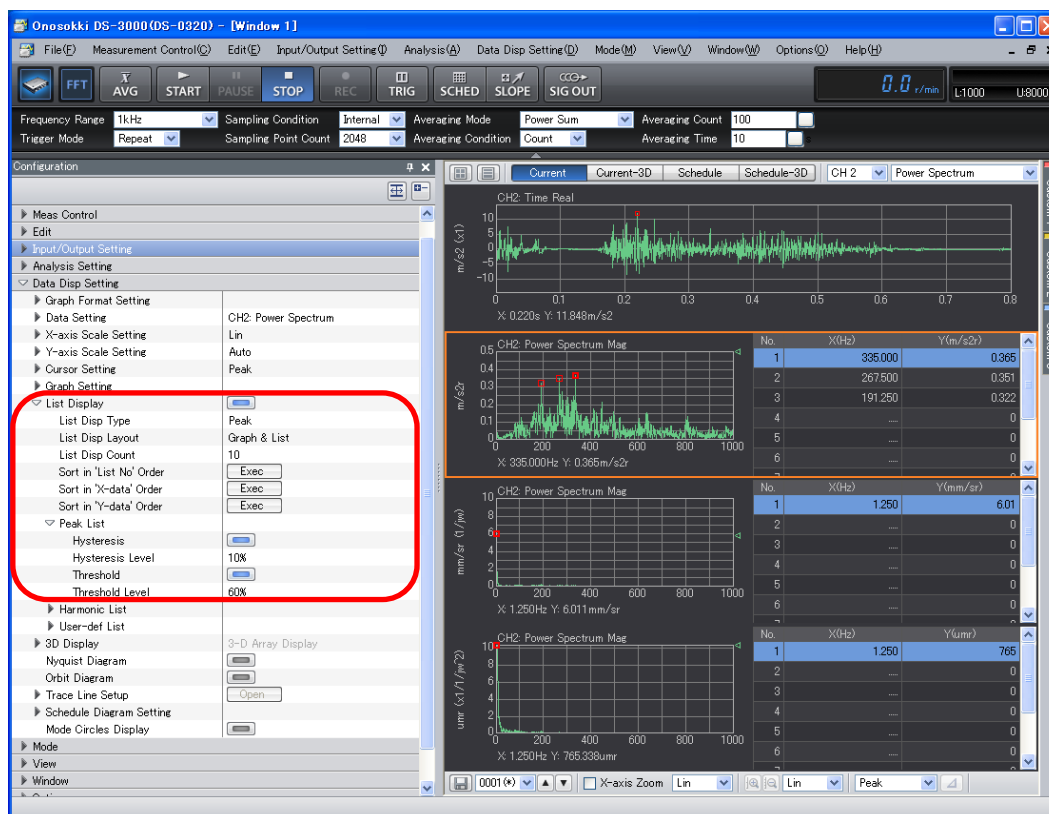 Onosokki DS-3000(DS-0320) - [Window 1]
File(F) Measurement Control(C) Edit(E) Input/Output Setting(I) Analysis(A) Data Disp Setting(D) Mode(M) View(V) Window(W) Options(O) Help(H)
FFT X AVG START PAUSE STOP REC TRIG SCHED SLOPE SIG OUT 0.0 r/min L:1000 U:8000
Frequency Range 1kHz Sampling Condition Internal Averaging Mode Power Sum Averaging Count 100
Trigger Mode Repeat Sampling Point Count 2048 Averaging Condition Count Averaging Time 10
Configuration
Meas Control
Edit
Input/Output Setting
Analysis Setting
Data Disp Setting
Graph Format Setting
Data Setting CH2: Power Spectrum
X-axis Scale Setting Lin
Y-axis Scale Setting Auto
Cursor Setting Peak
Graph Setting
List Display
List Disp Type Peak
List Disp Layout Graph & List
List Disp Count 10
Sort in 'List No' Order Exec
Sort in 'X-data' Order Exec
Sort in 'Y-data' Order Exec
Peak List
Hysteresis
Hysteresis Level 10%
Threshold
Threshold Level 60%
Harmonic List
User-def List
3D Display 3-D Array Display
Nyquist Diagram
Orbit Diagram
Trace Line Setup Open
Schedule Diagram Setting
Mode Circles Display
Mode
View
Window
Current Current-3D Schedule Schedule-3D CH 2 Power Spectrum
CH2: Time Real
m/s2 (x1)
10
5
0
-5
-10
0 0.1 0.2 0.3 0.4 0.5 0.6 0.7 0.8
X: 0.220s Y: 11.848m/s2
CH2: Power Spectrum Mag
m/s2r
0.5
0.4
0.3
0.2
0.1
0
0 200 400 600 800 1000
X: 335.000Hz Y: 0.365m/s2r
No. X(Hz) Y(m/s2r)
1 335.000 0.365
2 267.500 0.351
3 191.250 0.322
4 .... 0
5 .... 0
6 .... 0
CH2: Power Spectrum Mag
mm/sr (1/jw)
10
8
6
4
2
0
0 200 400 600 800 1000
X: 1.250Hz Y: 6.011mm/sr
No. X(Hz) Y(mm/sr)
1 1.250 6.01
2 .... 0
3 .... 0
4 .... 0
5 .... 0
6 .... 0
CH2: Power Spectrum Mag
umr (x1/1/jw^2)
10
8
6
4
2
0
0 200 400 600 800 1000
X: 1.250Hz Y: 765.338umr
No. X(Hz) Y(umr)
1 1.250 765
2 .... 0
3 .... 0
4 .... 0
5 .... 0
6 .... 0
0001(*) X-axis Zoom Lin Lin Peak